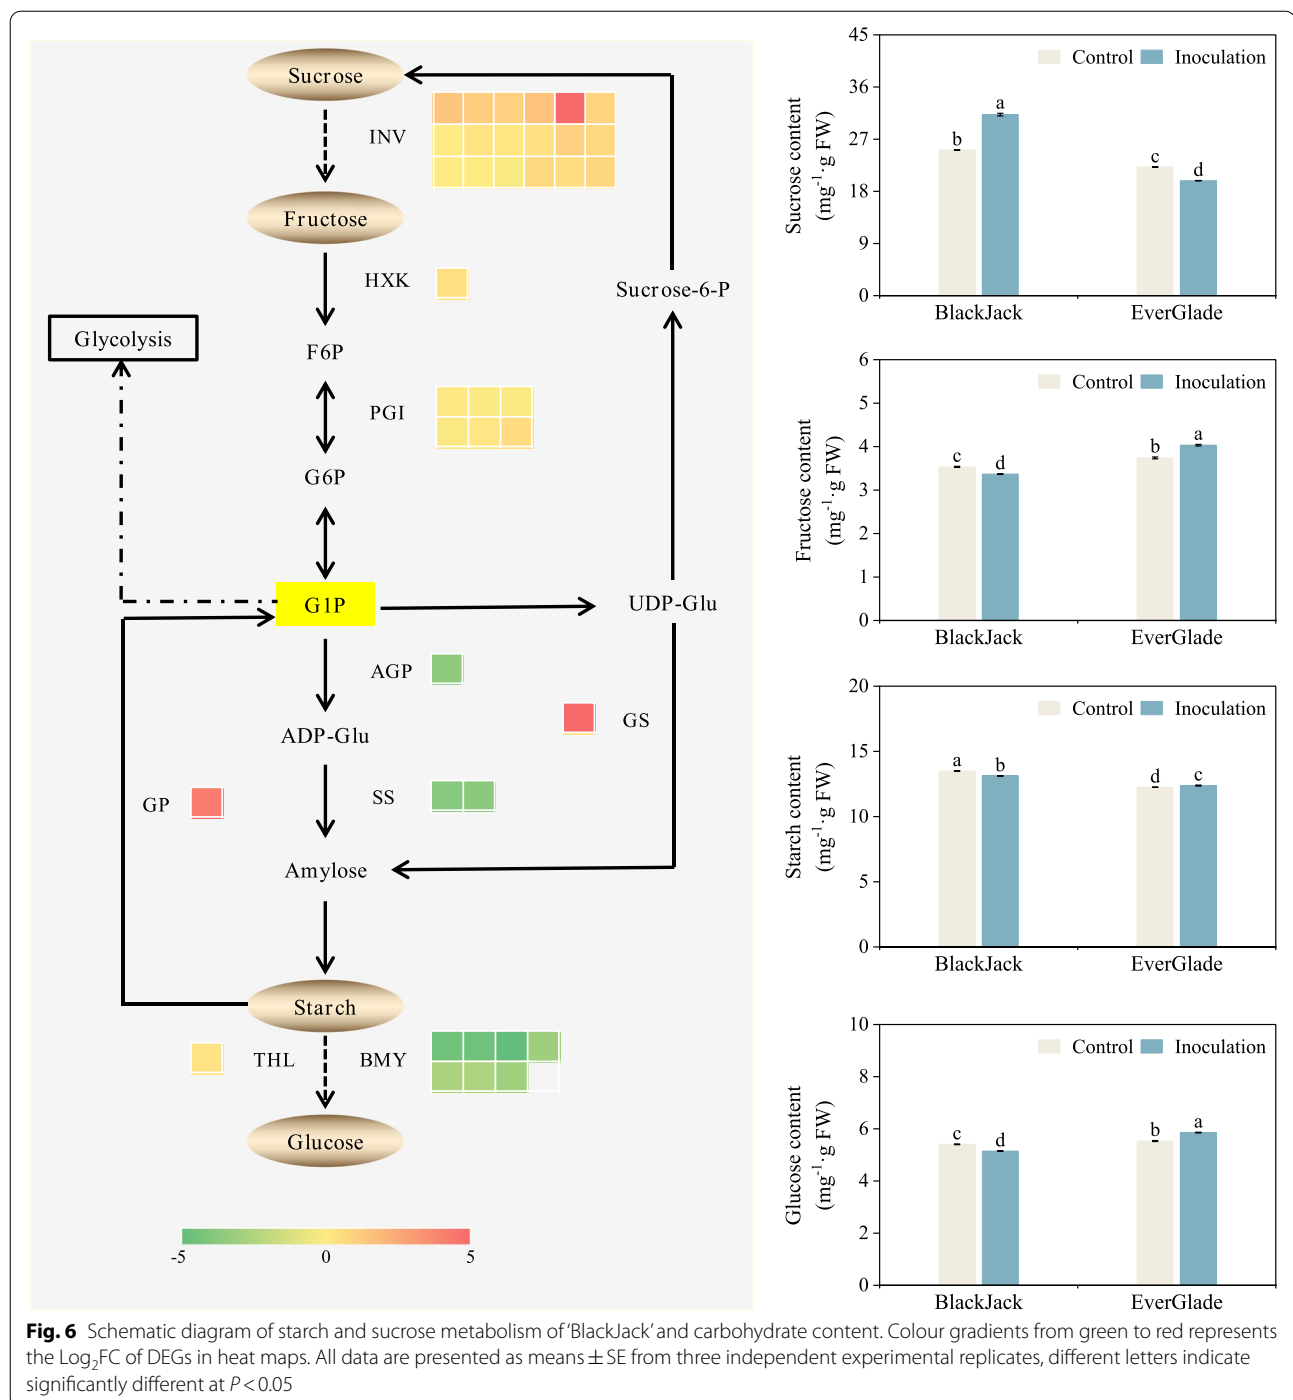 Sucrose
INV
Fructose
HXK
Sucrose-6-P
Glycolysis
F6P
PGI
G6P
G1P
UDP-Glu
AGP
GS
ADP-Glu
GP
SS
Amylose
Starch
THL
BMY
Glucose
-5
0
5
Sucrose content
(mg⁻¹·g FW)
45
36
27
18
9
0
Control
Inoculation
b
a
c
d
BlackJack
EverGlade
Fructose content
(mg⁻¹·g FW)
6
5
4
3
2
1
0
Control
Inoculation
c
d
b
a
BlackJack
EverGlade
Starch content
(mg⁻¹·g FW)
20
15
10
5
0
Control
Inoculation
a
b
d
c
BlackJack
EverGlade
Glucose content
(mg⁻¹·g FW)
10
8
6
4
2
0
Control
Inoculation
c
d
b
a
BlackJack
EverGlade
Fig. 6 Schematic diagram of starch and sucrose metabolism of ‘BlackJack’ and carbohydrate content. Colour gradients from green to red represents
the Log₂FC of DEGs in heat maps. All data are presented as means ± SE from three independent experimental replicates, different letters indicate
significantly different at P < 0.05